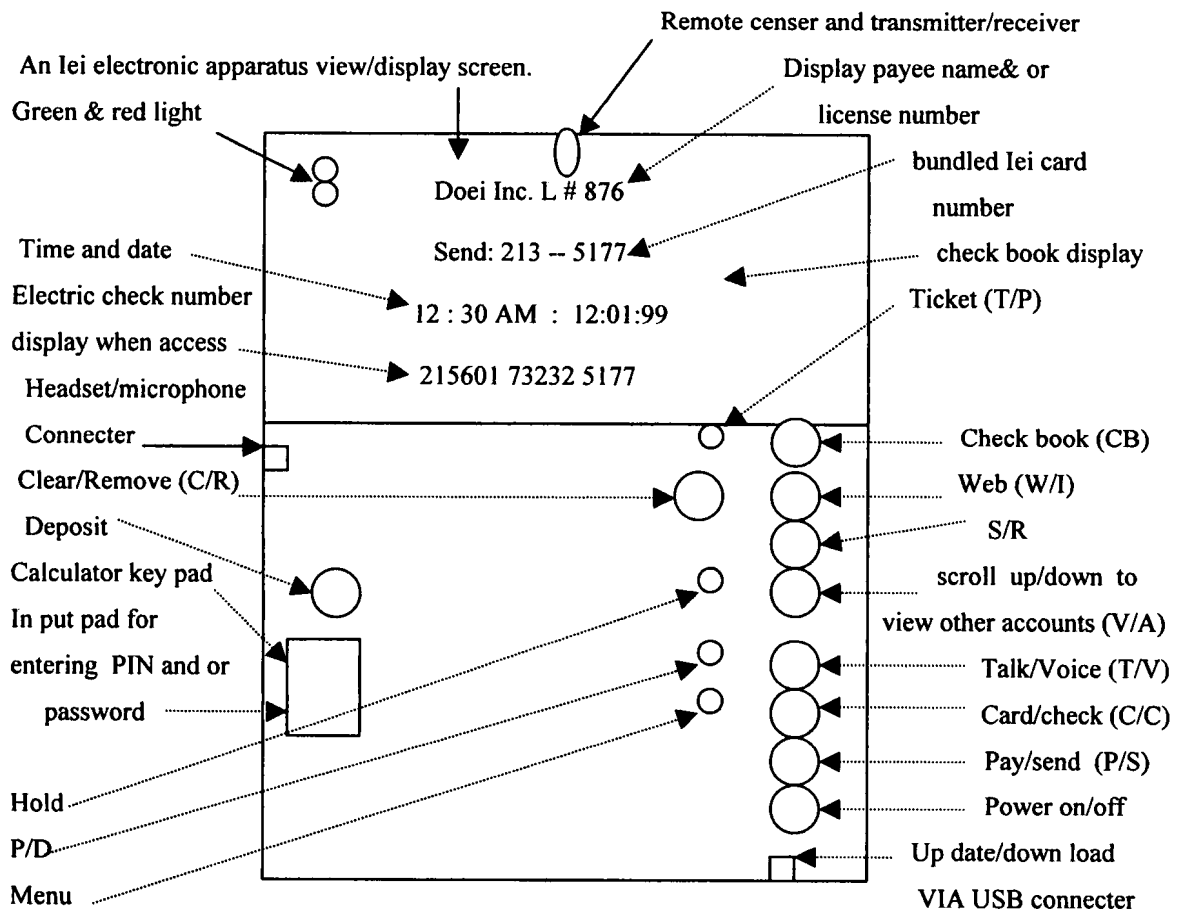 Remote censer and transmitter/receiver
An Iei electronic apparatus view/display screen.
Display payee name& or
Green & red light
license number
bundled Iei card
Doei Inc. L # 876
number
Time and date
Send: 213 -- 5177
check book display
Electric check number
Ticket (T/P)
12 : 30 AM : 12:01:99
display when access
215601 73232 5177
Headset/microphone
Connecter
Check book (CB)
Clear/Remove (C/R)
Web (W/I)
Deposit
S/R
Calculator key pad
scroll up/down to
In put pad for
view other accounts (V/A)
entering PIN and or
Talk/Voice (T/V)
password
Card/check (C/C)
Pay/send (P/S)
Hold
Power on/off
P/D
Up date/down load
Menu
VIA USB connecter